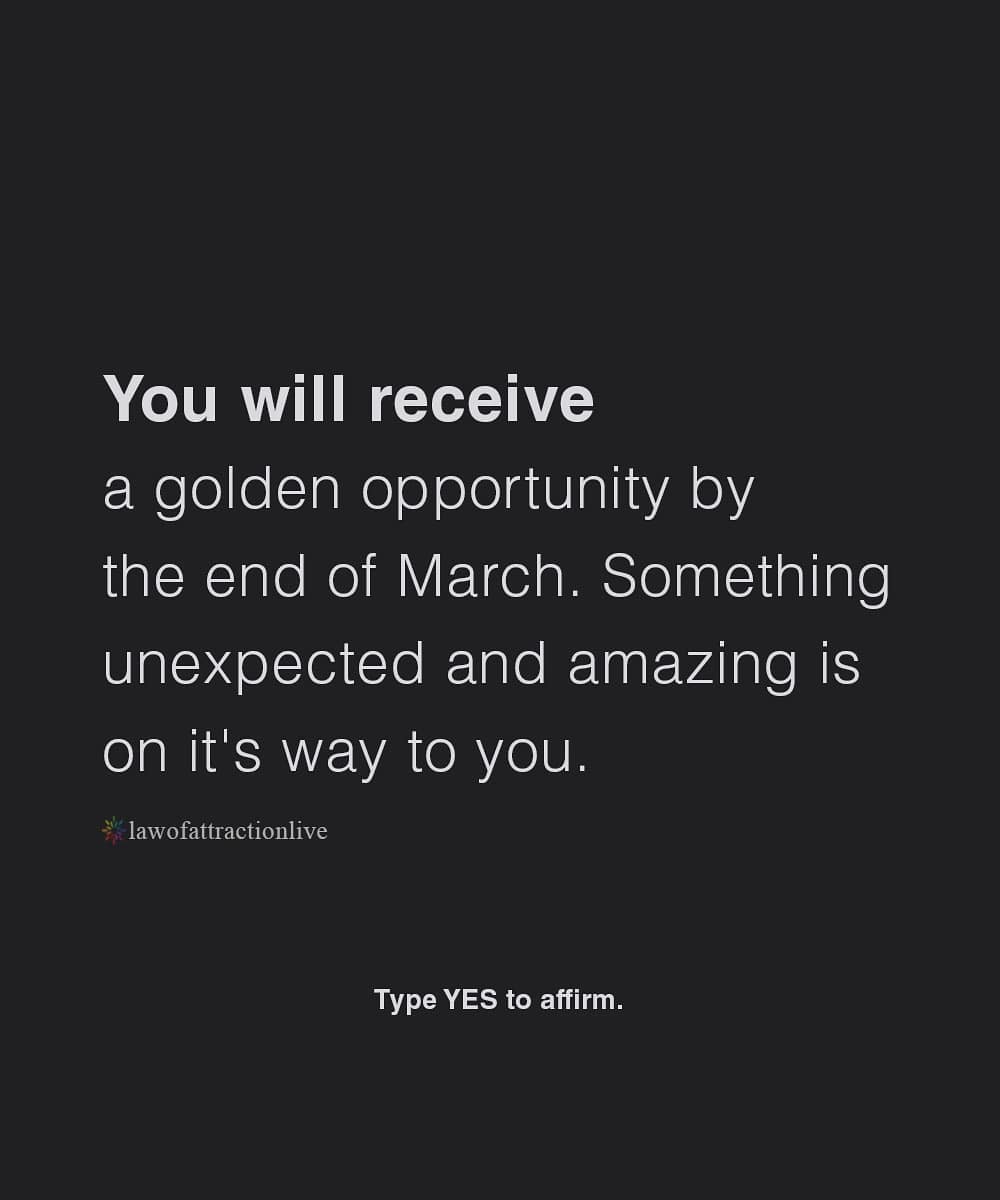 You will receive
a golden opportunity by
the end of March. Something
unexpected and amazing is
on it's way to you.
lawofattractionlive
Type YES to affirm.